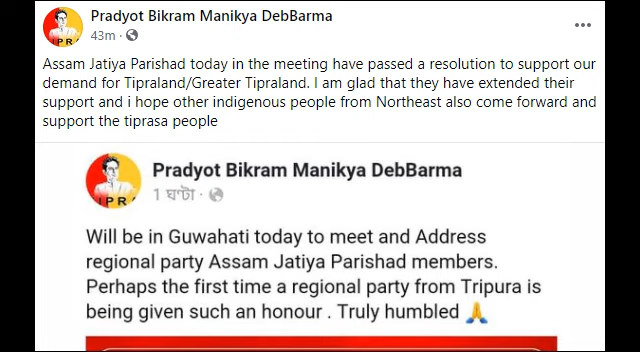 Pradyot Bikram Manikya DebBarma
43m ·
Assam Jatiya Parishad today in the meeting have passed a resolution to support our
demand for Tipraland/Greater Tipraland. I am glad that they have extended their
support and i hope other indigenous people from Northeast also come forward and
support the tiprasa people
Pradyot Bikram Manikya DebBarma
1 ঘণ্টা ·
Will be in Guwahati today to meet and Address
regional party Assam Jatiya Parishad members.
Perhaps the first time a regional party from Tripura is
being given such an honour . Truly humbled 🙏